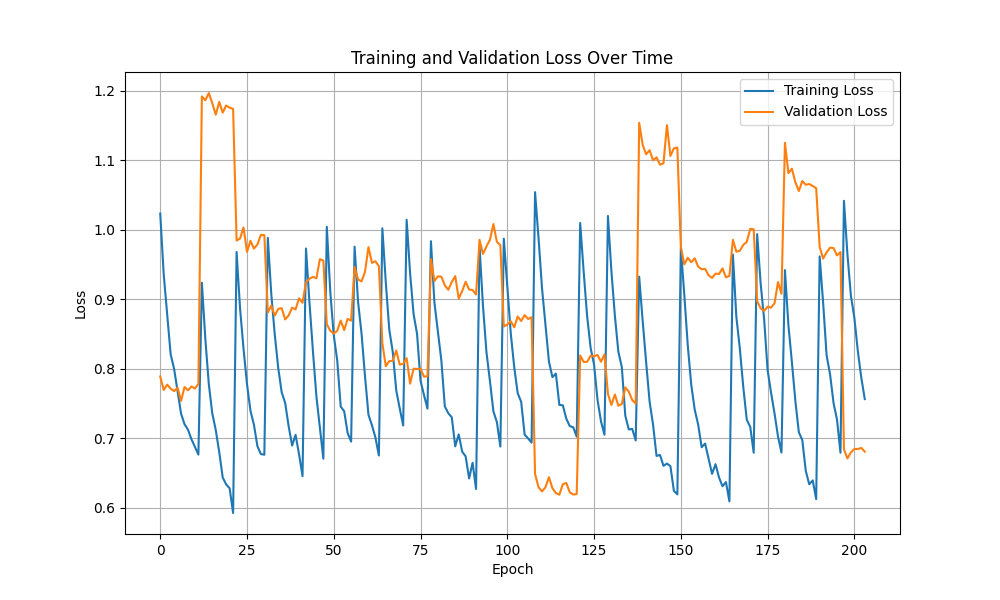 Training and Validation Loss Over Time
Training Loss
Validation Loss
Loss
1.2
1.1
1.0
0.9
0.8
0.7
0.6
0 25 50 75 100 125 150 175 200
Epoch